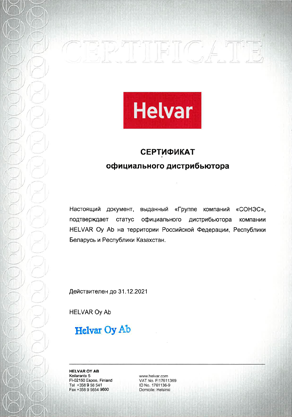 CERTIFICATE
Helvar
СЕРТИФИКАТ
официального дистрибьютора
Настоящий документ, выданный «Группе компаний «СОНЭС»,
подтверждает статус официального дистрибьютора компании
HELVAR Oy Ab на территории Российской Федерации, Республики
Беларусь и Республики Казахстан.
Действителен до 31.12.2021
HELVAR Oy Ab
Helvar Oy Ab
HELVAR OY AB
Keilaranta 5
FI-02150 Espoo, Finland
Tel +358 9 56 541
Fax +358 9 5654 9600
www.helvar.com
VAT No. FI17611369
ID No. 1761136-9
Domicile: Helsinki